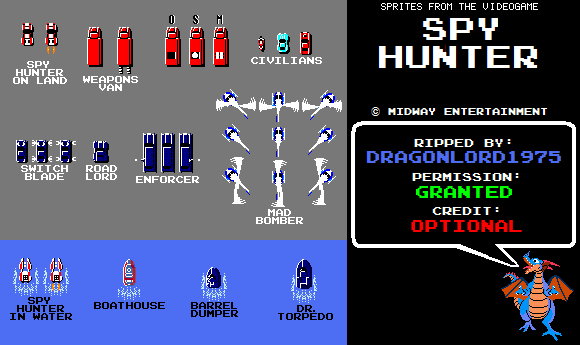 O S M
SPY
HUNTER
ON LAND
WEAPONS
VAN
CIVILIANS
SWITCH
BLADE
ROAD
LORD
ENFORCER
MAD
BOMBER
SPY
HUNTER
IN WATER
BOATHOUSE
BARREL
DUMPER
DR.
TORPEDO
SPRITES FROM THE VIDEOGAME
SPY
HUNTER
© MIDWAY ENTERTAINMENT
RIPPED BY:
DRAGONLORD1975
PERMISSION:
GRANTED
CREDIT:
OPTIONAL